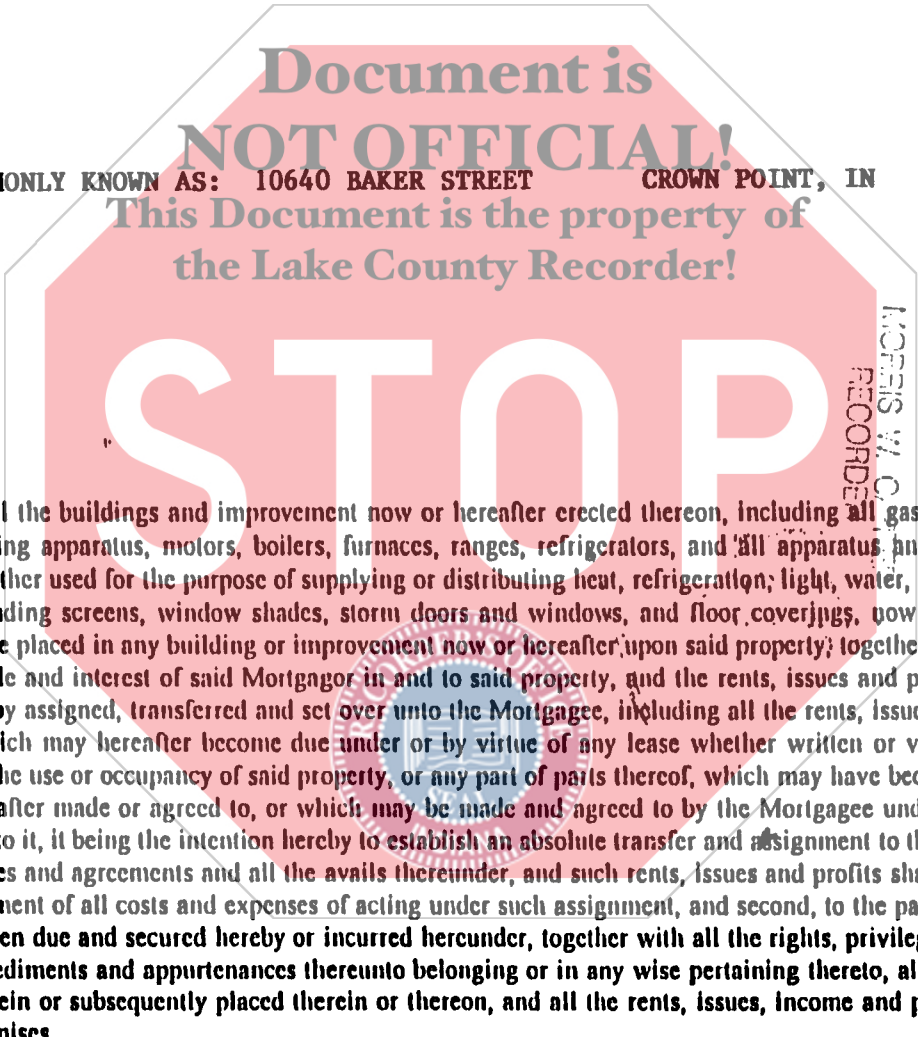 Document is
NOT OFFICIAL!
ONLY KNOWN AS: 10640 BAKER STREET CROWN POINT, IN
This Document is the property of
the Lake County Recorder!
STOP
MORRIS W. C
RECORDE
l the buildings and improvement now or hereafter erected thereon, including all gas
ing apparatus, motors, boilers, furnaces, ranges, refrigerators, and all apparatus an
ther used for the purpose of supplying or distributing heat, refrigeration, light, water,
ding screens, window shades, storm doors and windows, and floor coverings, now
e placed in any building or improvement now or hereafter upon said property; togethe
le and interest of said Mortgagor in and to said property, and the rents, issues and p
by assigned, transferred and set over unto the Mortgagee, including all the rents, issu
ich may hereafter become due under or by virtue of any lease whether written or v
he use or occupancy of said property, or any part of parts thereof, which may have bee
after made or agreed to, or which may be made and agreed to by the Mortgagee und
to it, it being the intention hereby to establish an absolute transfer and assignment to th
es and agreements and all the avails thereunder, and such rents, issues and profits sha
nent of all costs and expenses of acting under such assignment, and second, to the pa
en due and secured hereby or incurred hereunder, together with all the rights, privileg
ediments and appurtenances thereunto belonging or in any wise pertaining thereto, al
ein or subsequently placed therein or thereon, and all the rents, issues, income and p
nises
RECORDER'S OFFICE
SEAL
INDIANA